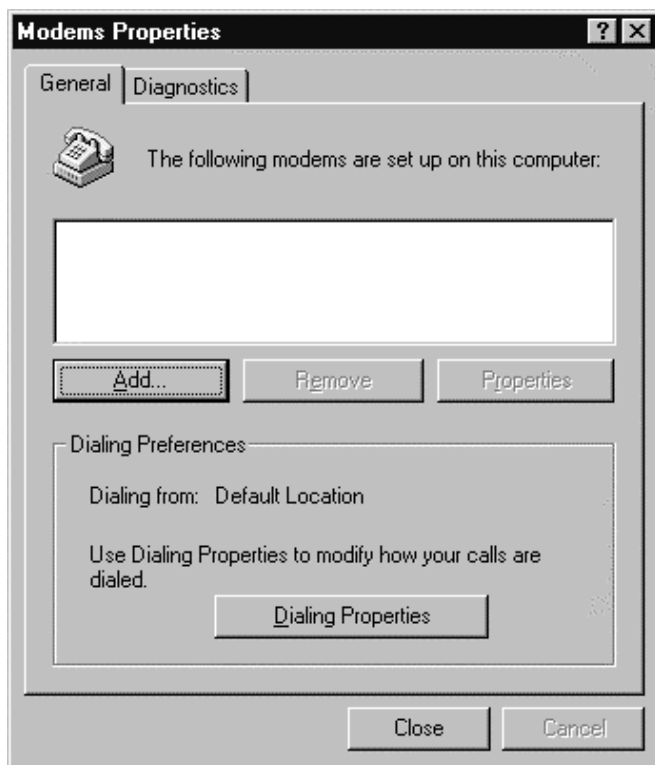 Modems Properties
General Diagnostics
The following modems are set up on this computer:
Add... Remove Properties
Dialing Preferences
Dialing from: Default Location
Use Dialing Properties to modify how your calls are
dialed.
Dialing Properties
Close Cancel